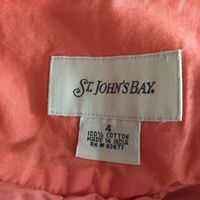 ST. JOHN'S BAY.
4
100% COTTON
MADE IN INDIA
RN # 93677